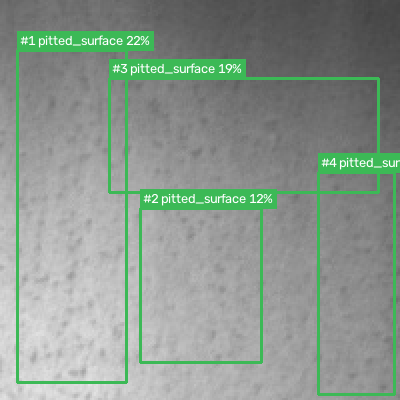 #1 pitted_surface 22%
#3 pitted_surface 19%
#4 pitted_sur
#2 pitted_surface 12%